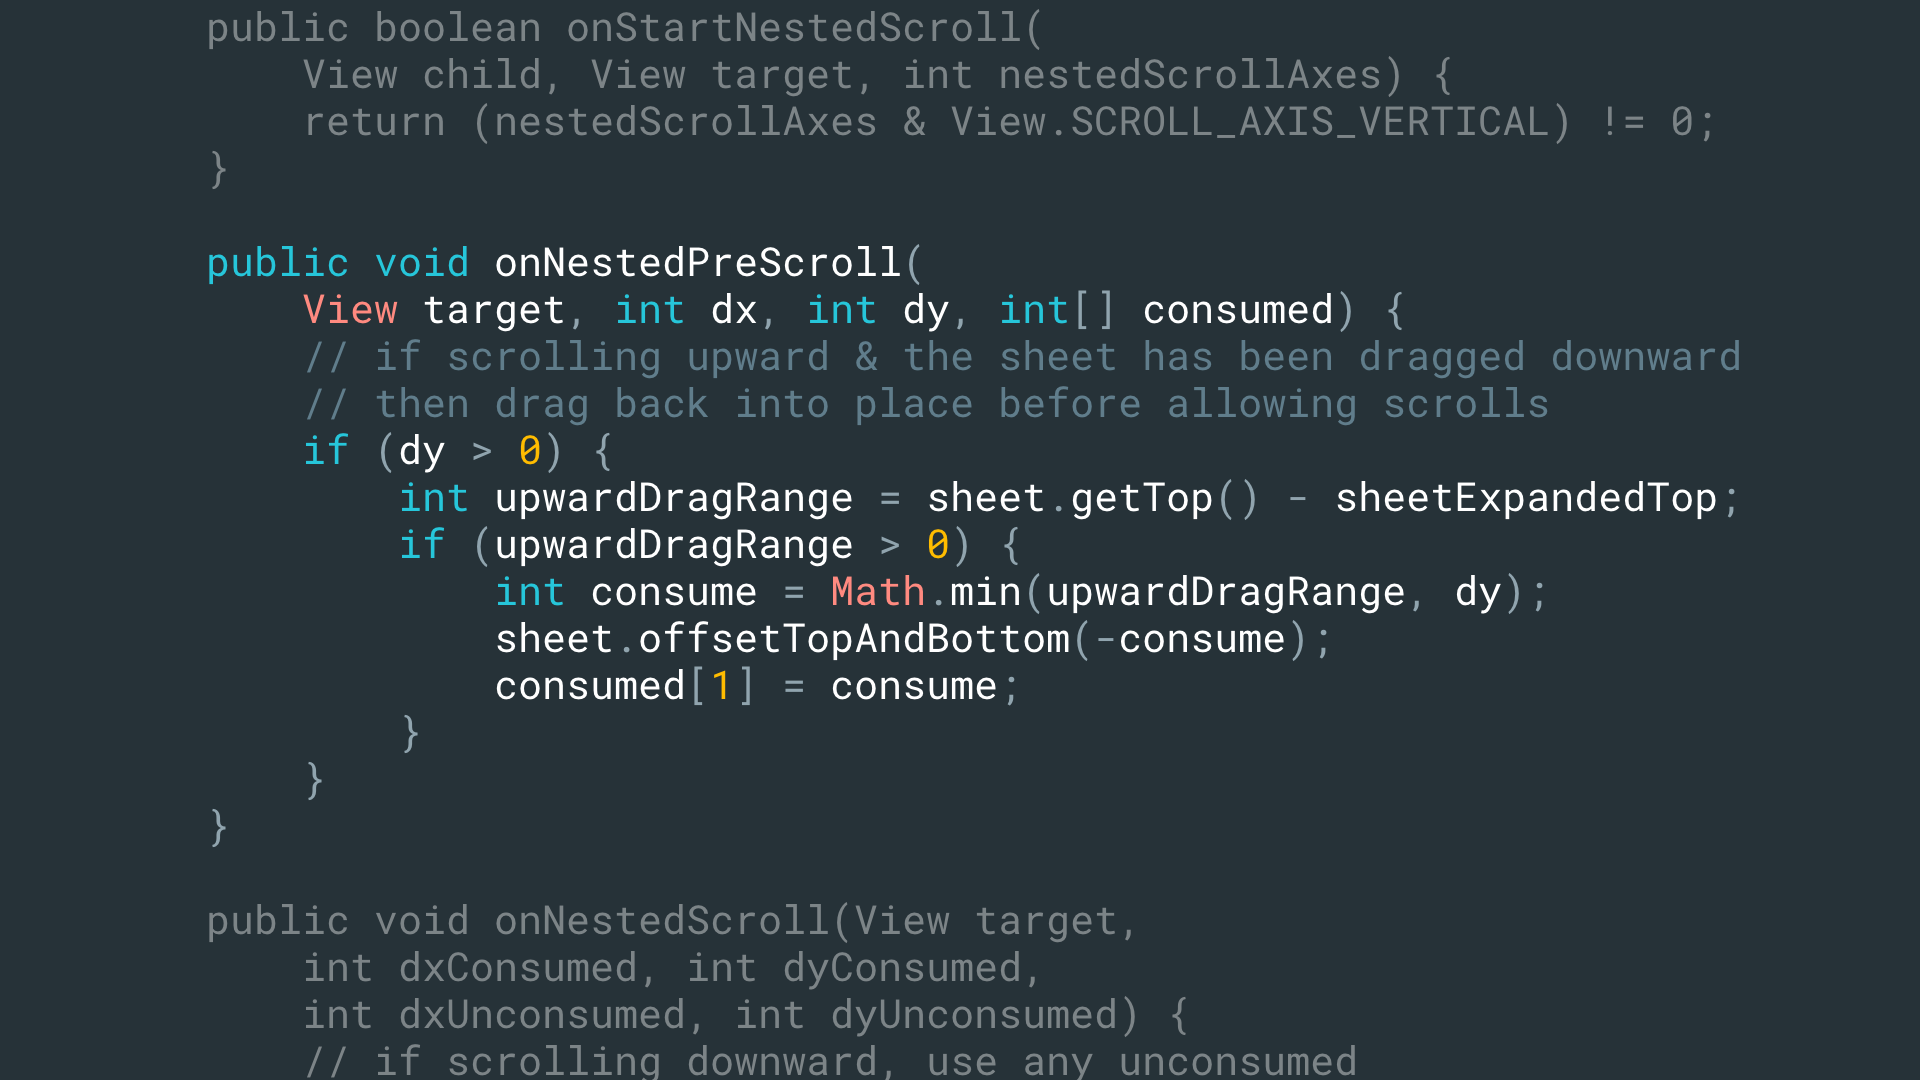 public boolean onStartNestedScroll(
View child, View target, int nestedScrollAxes) {
return (nestedScrollAxes & View.SCROLL_AXIS_VERTICAL) != 0;
}
public void onNestedPreScroll(
View target, int dx, int dy, int[] consumed) {
// if scrolling upward & the sheet has been dragged downward
// then drag back into place before allowing scrolls
if (dy > 0) {
int upwardDragRange = sheet.getTop() - sheetExpandedTop;
if (upwardDragRange > 0) {
int consume = Math.min(upwardDragRange, dy);
sheet.offsetTopAndBottom(-consume);
consumed[1] = consume;
}
}
}
public void onNestedScroll(View target,
int dxConsumed, int dyConsumed,
int dxUnconsumed, int dyUnconsumed) {
// if scrolling downward, use any unconsumed